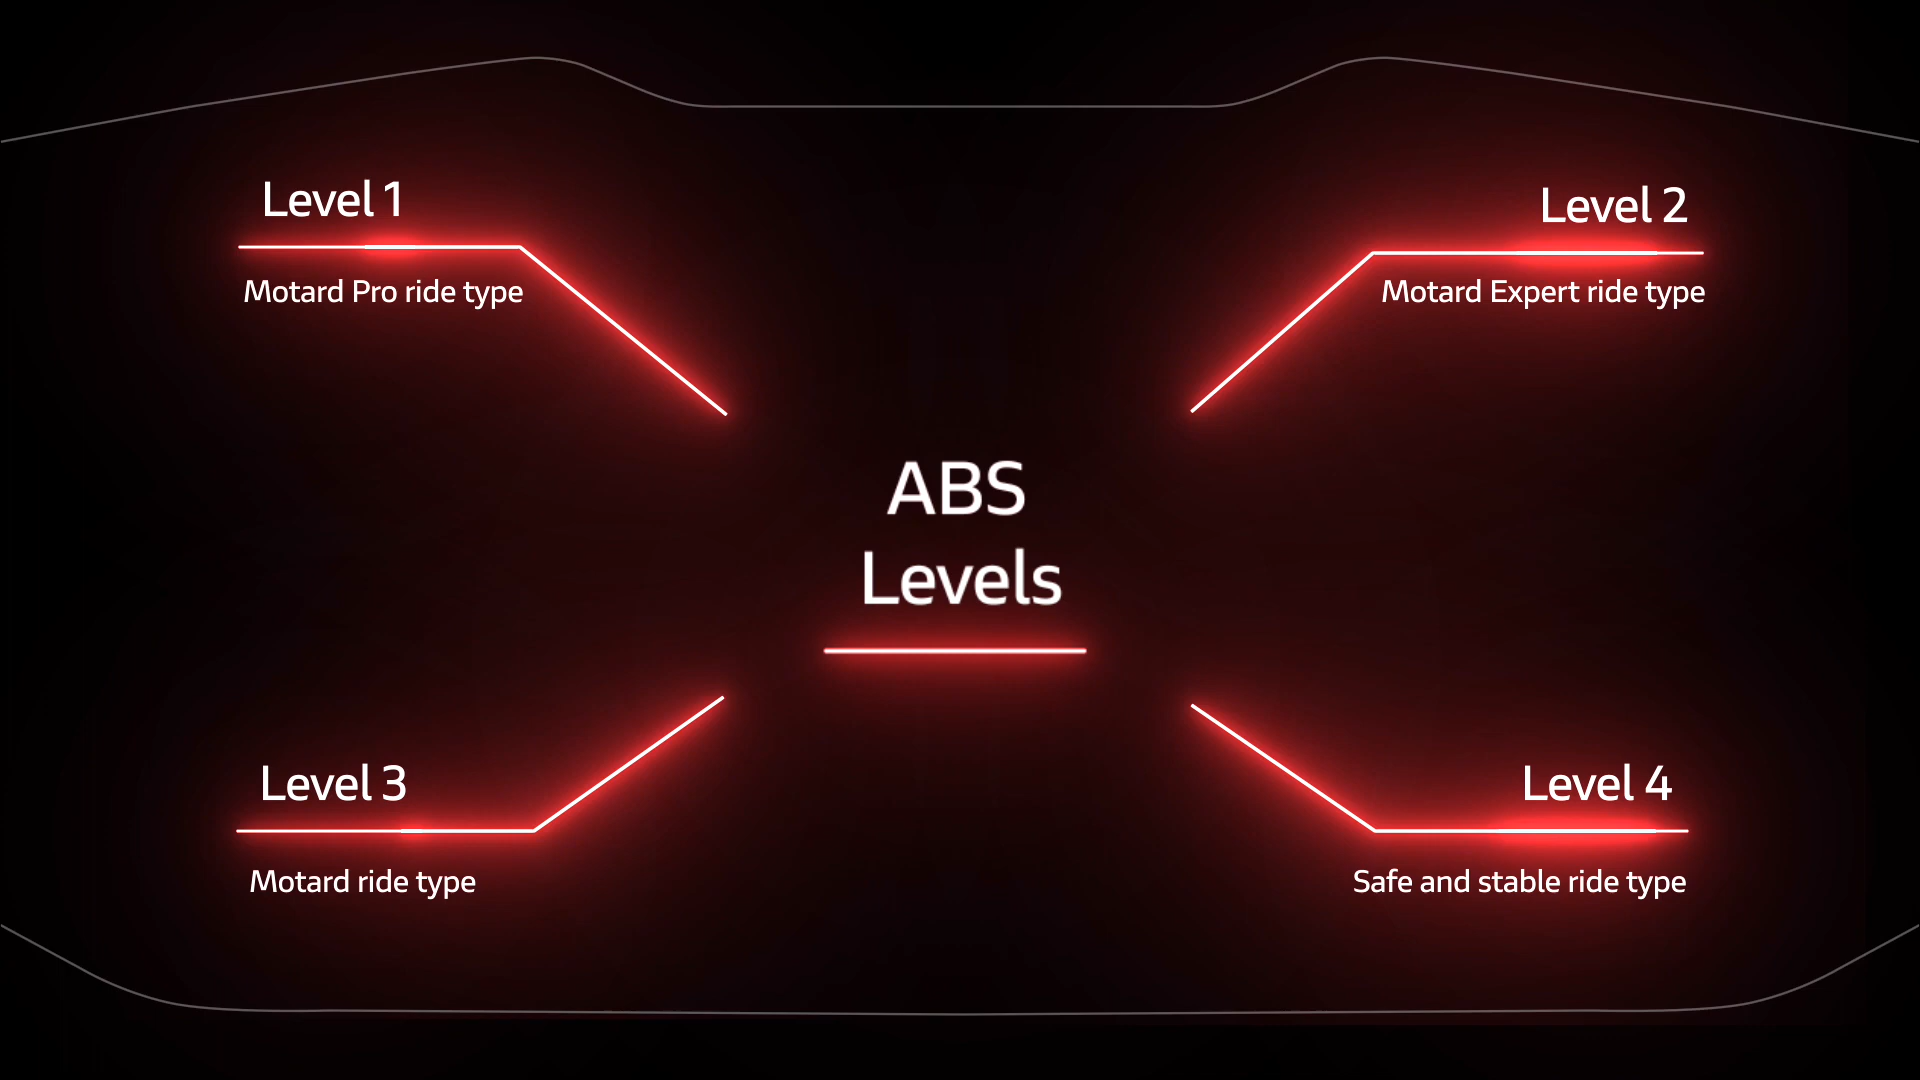 Level 1
Motard Pro ride type
Level 2
Motard Expert ride type
ABS
Levels
Level 3
Motard ride type
Level 4
Safe and stable ride type